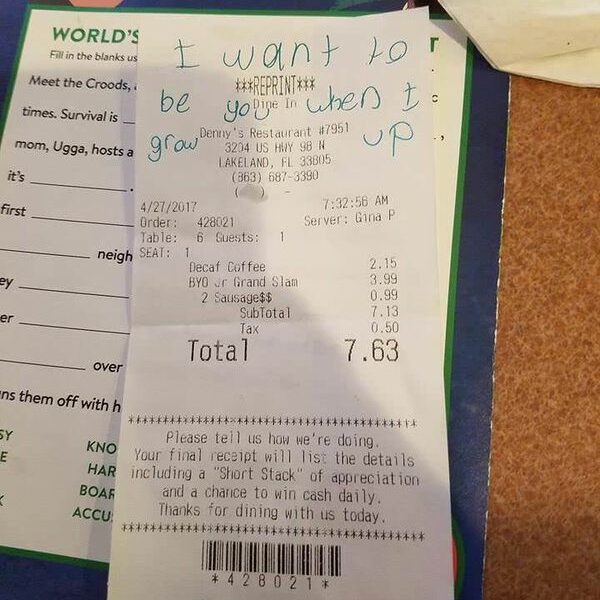 WORLD'S
Fill in the blanks us
Meet the Croods,
times. Survival is
mom, Ugga, hosts a
it's
first
neigh
ey
er
over
ns them off with h
SY KNO
E HAR
K BOAR
ACCU
T
I want to
be you when I
grow up
***REPRINT***
Dine In
Denny's Restaurant #7951
3204 US HWY 98 N
LAKELAND, FL 33805
(863) 687-3390
4/27/2017 7:32:56 AM
Order: 428021 Server: Gina P
Table: 6 Guests: 1
SEAT: 1
Decaf Coffee 2.15
BYO Jr Grand Slam 3.99
2 Sausage$$ 0.99
SubTotal 7.13
Tax 0.50
Total 7.63
Please tell us how we're doing.
Your final receipt will list the details
including a "Short Stack" of appreciation
and a chance to win cash daily.
Thanks for dining with us today.
*428021*